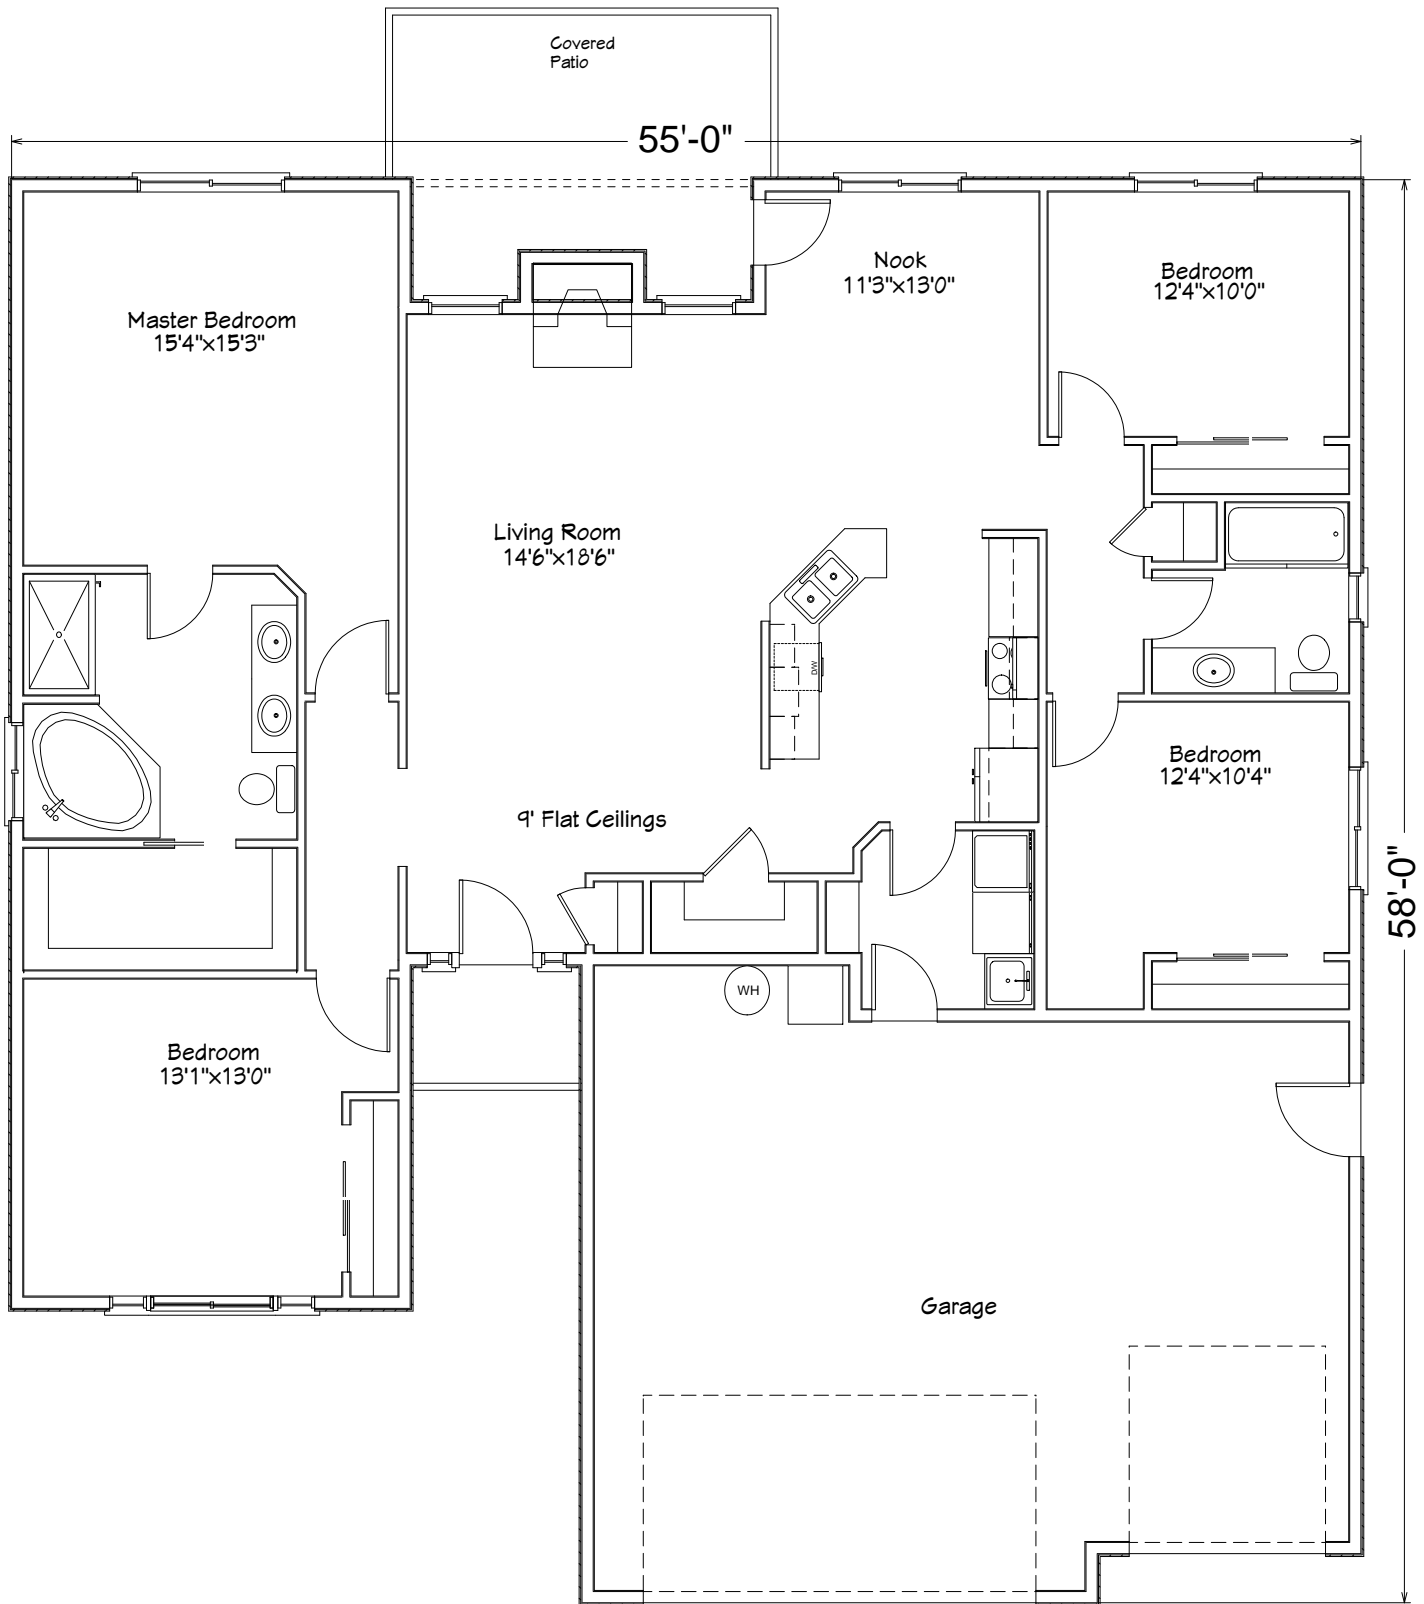 Covered
Patio
55'-0"
Nook
11'3"x13'0"
Bedroom
12'4"x10'0"
Master Bedroom
15'4"x15'3"
Living Room
14'6"x18'6"
D/W
Bedroom
12'4"x10'4"
9' Flat Ceilings
58'-0"
WH
Bedroom
13'1"x13'0"
Garage